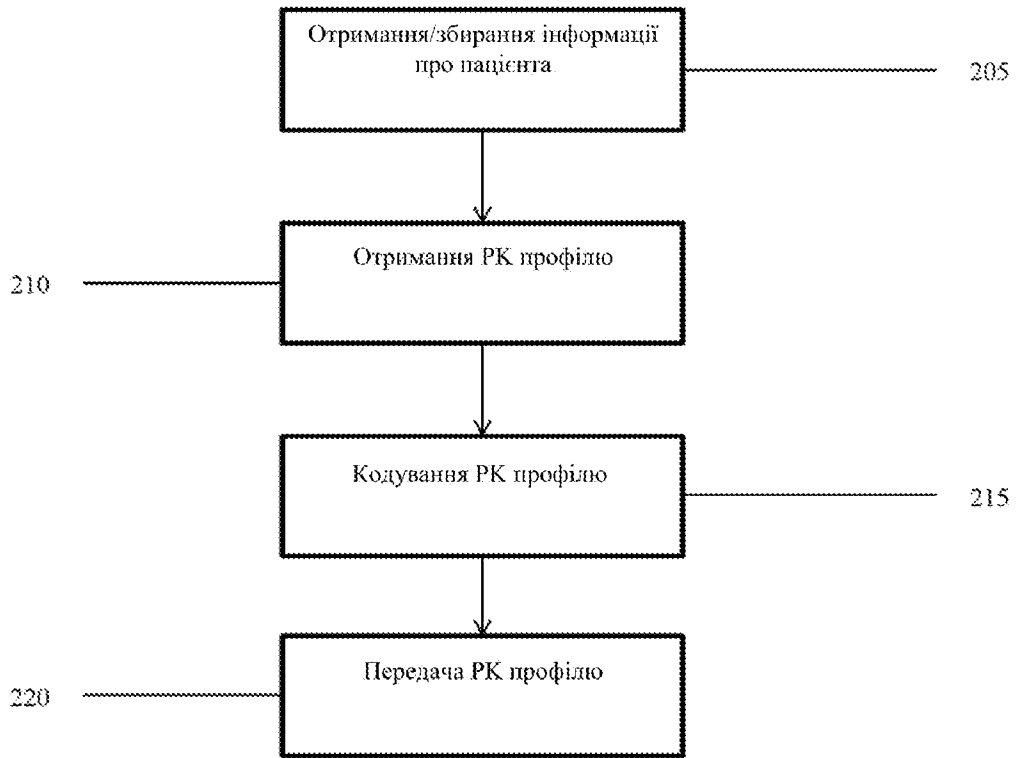 Отримання/збирання інформації
про пацієнта
205
Отримання РК профілю
210
Кодування РК профілю
215
Передача РК профілю
220